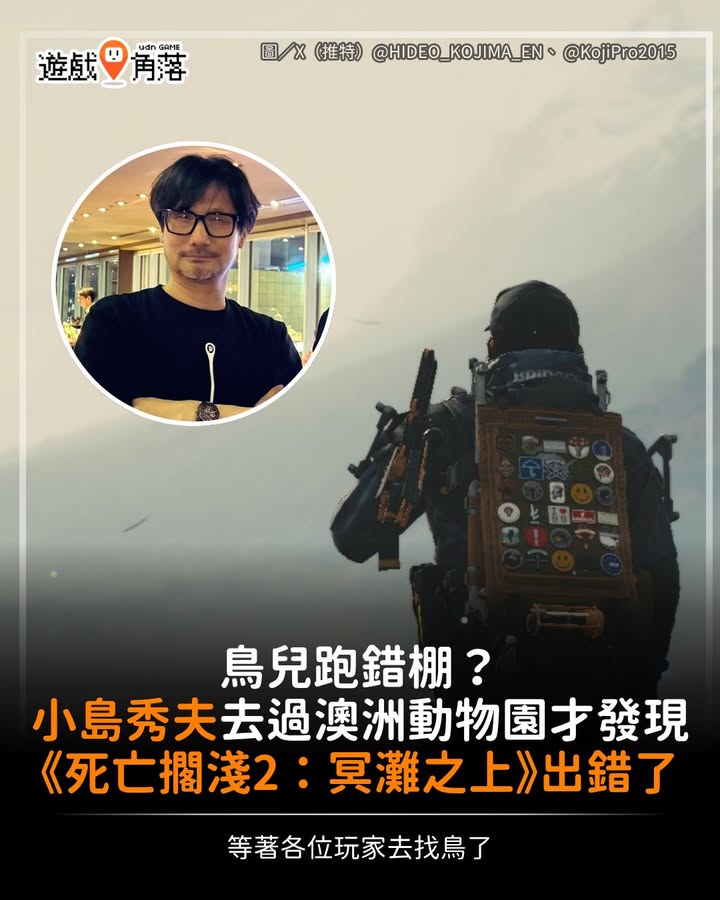 udn GAME
遊戲角落
圖／X（推特）@HIDEO_KOJIMA_EN、@KojiPro2015
BRIDGES
鳥兒跑錯棚？
小島秀夫去過澳洲動物園才發現
《死亡擱淺2：冥灘之上》出錯了
等著各位玩家去找鳥了